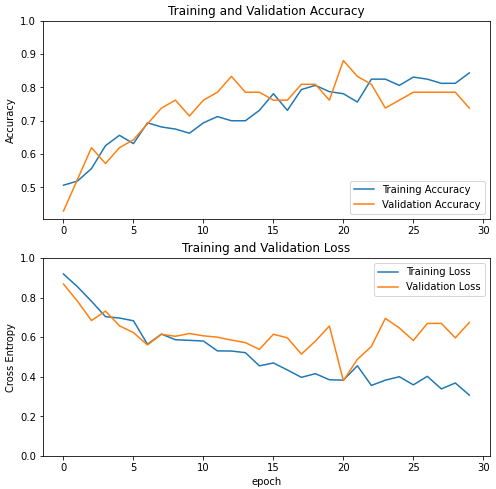 Training and Validation Accuracy
1.0
0.9
0.8
0.7
0.6
0.5
Accuracy
Training Accuracy
Validation Accuracy
0 5 10 15 20 25 30
Training and Validation Loss
1.0
0.8
0.6
0.4
0.2
0.0
Cross Entropy
Training Loss
Validation Loss
0 5 10 15 20 25 30
epoch